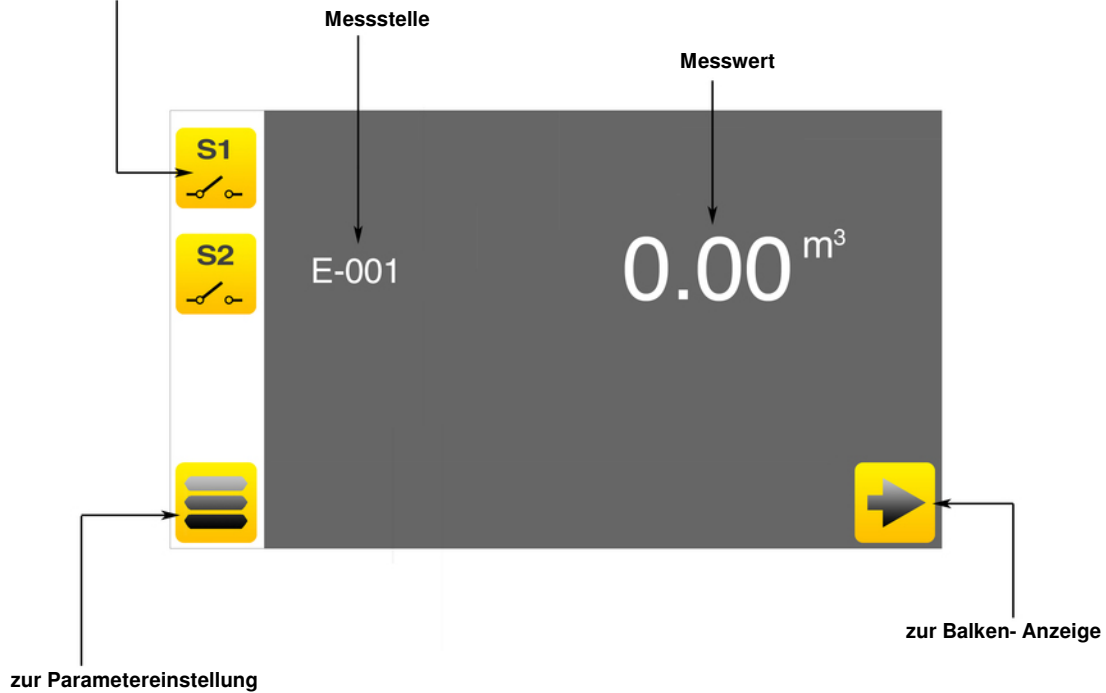 Messstelle
Messwert
S1
S2
E-001
0.00 m³
zur Balken- Anzeige
zur Parametereinstellung